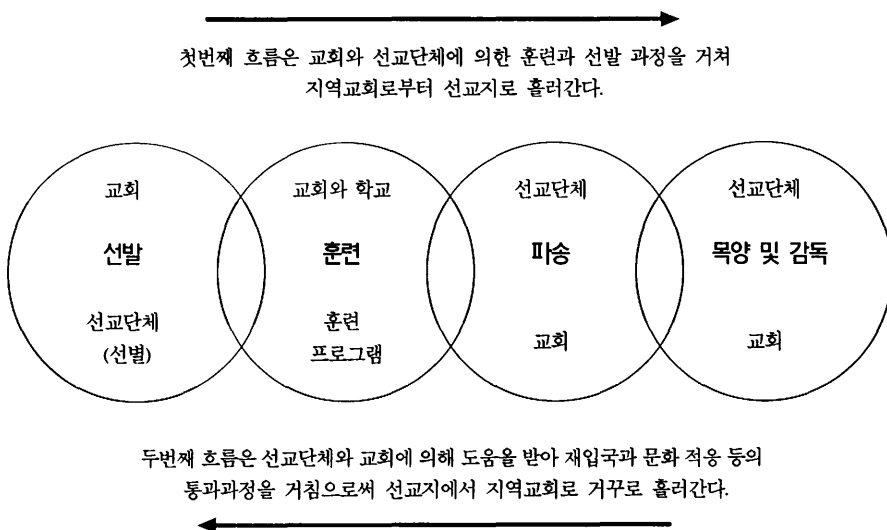 첫번째 흐름은 교회와 선교단체에 의한 훈련과 선발 과정을 거쳐
지역교회로부터 선교지로 흘러간다.
교회
선발
선교단체
(선별)
교회와 학교
훈련
훈련
프로그램
선교단체
파송
교회
선교단체
목양 및 감독
교회
두번째 흐름은 선교단체와 교회에 의해 도움을 받아 재입국과 문화 적응 등의
통과과정을 거침으로써 선교지에서 지역교회로 거꾸로 흘러간다.